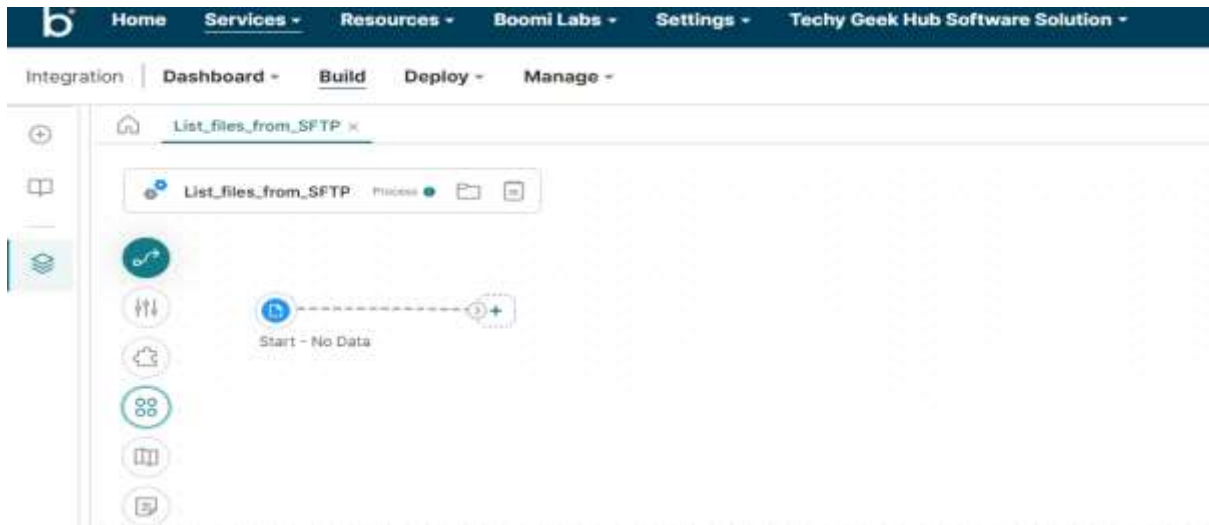 b Home Services Resources Boomi Labs Settings Techy Geek Hub Software Solution
Integration Dashboard Build Deploy Manage
List_files_from_SFTP ×
List_files_from_SFTP Process
Start - No Data